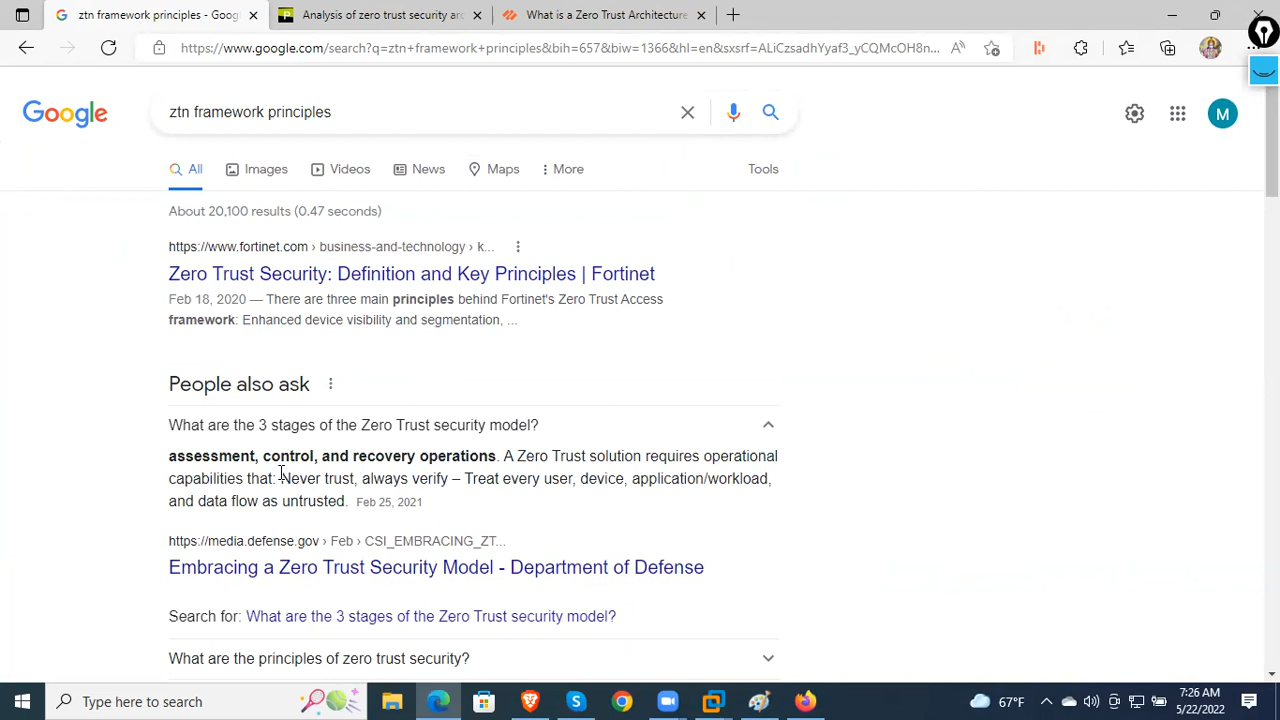 ztn framework principles - Goog
Analysis of zero trust security arc
What is a Zero Trust Architecture
https://www.google.com/search?q=ztn+framework+principles&bih=657&biw=1366&hl=en&sxsrf=ALiCzsadhYyaf3_yCQMcOH8n...
Google
ztn framework principles
M
All
Images
Videos
News
Maps
More
Tools
About 20,100 results (0.47 seconds)
https://www.fortinet.com › business-and-technology › k...
Zero Trust Security: Definition and Key Principles | Fortinet
Feb 18, 2020 — There are three main principles behind Fortinet's Zero Trust Access
framework: Enhanced device visibility and segmentation, ...
People also ask
What are the 3 stages of the Zero Trust security model?
assessment, control, and recovery operations. A Zero Trust solution requires operational
capabilities that: Never trust, always verify – Treat every user, device, application/workload,
and data flow as untrusted. Feb 25, 2021
https://media.defense.gov › Feb › CSI_EMBRACING_ZT...
Embracing a Zero Trust Security Model - Department of Defense
Search for: What are the 3 stages of the Zero Trust security model?
What are the principles of zero trust security?
Type here to search
67°F
7:26 AM
5/22/2022